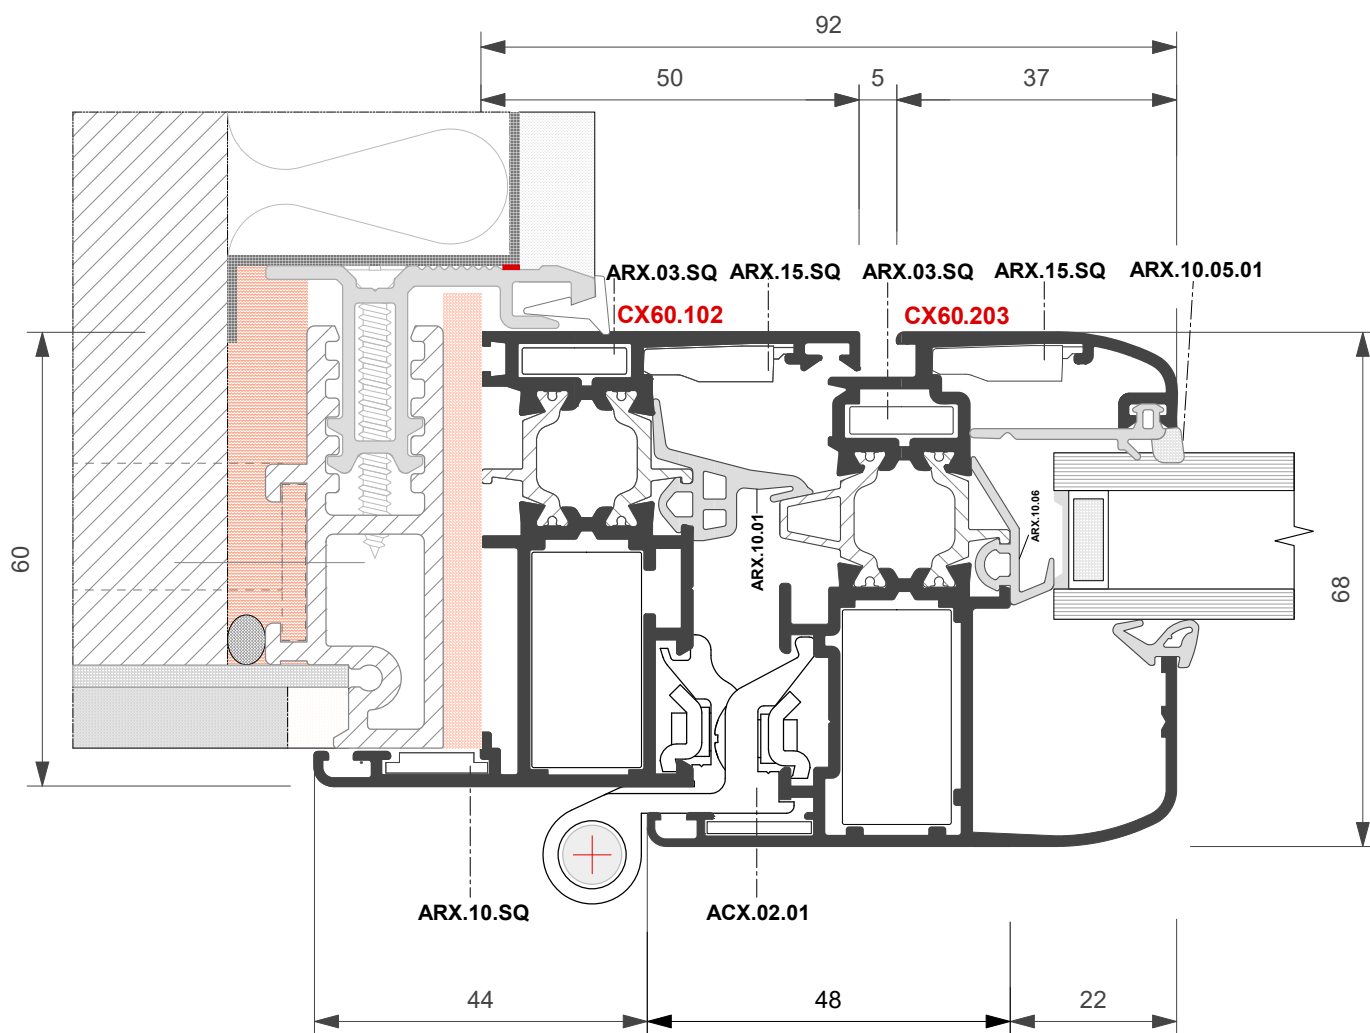 92
50 5 37
ARX.03.SQ ARX.15.SQ ARX.03.SQ ARX.15.SQ ARX.10.05.01
CX60.102 CX60.203
60
ARX.10.01
ARX.10.06
68
ARX.10.SQ ACX.02.01
44 48 22